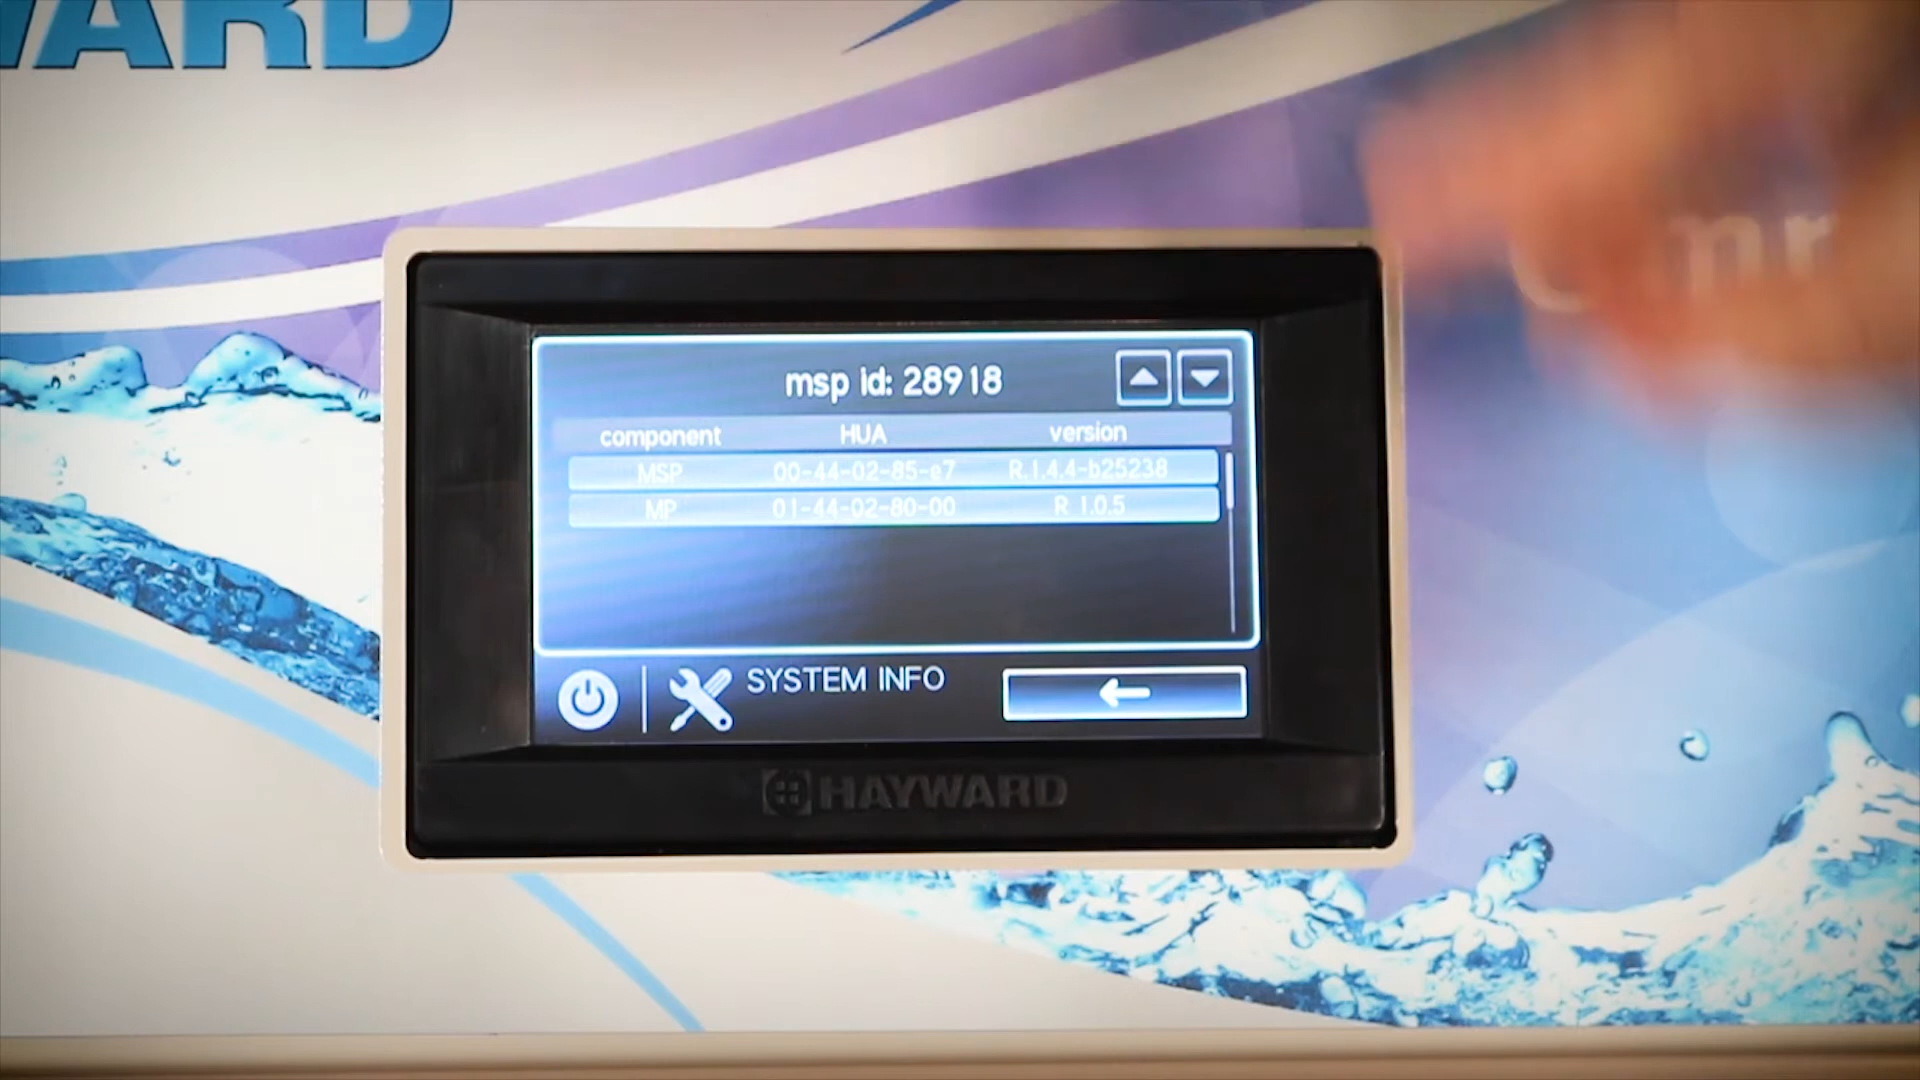 WARD
msp id: 28918
component HUA version
MSP 00-44-02-85-e7 R.1.4.4-b25238
MP 01-44-02-80-00 R 1.0.5
SYSTEM INFO
HAYWARD